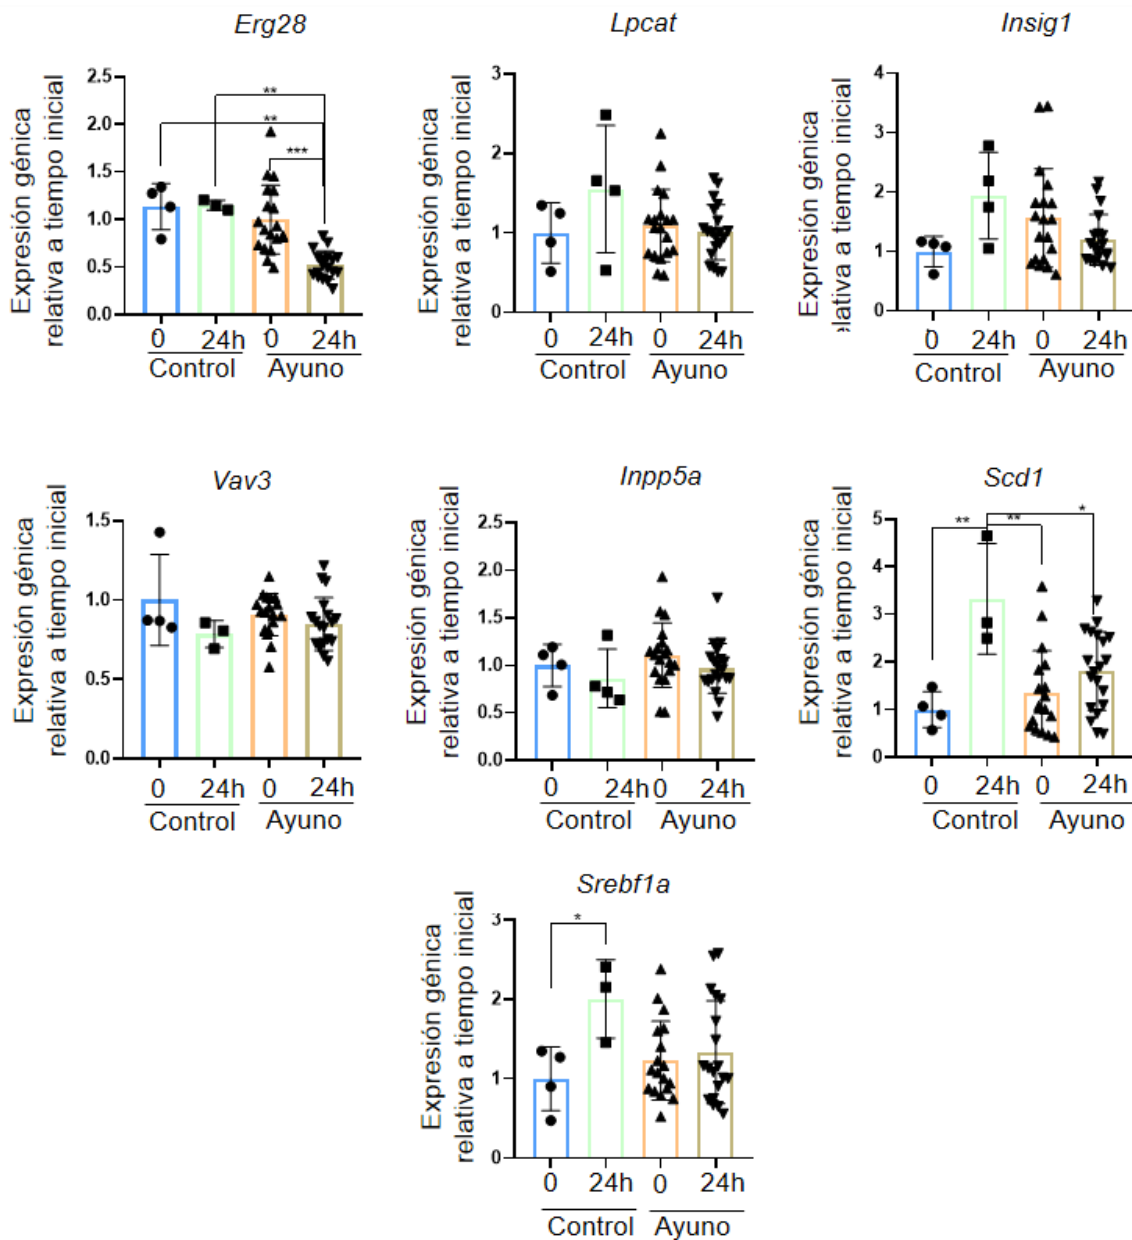 Erg28
Expresión génica
relativa a tiempo inicial
2.5
2.0
1.5
1.0
0.5
0.0
**
**
***
0 24h 0 24h
Control Ayuno
Lpcat
Expresión génica
relativa a tiempo inicial
3
2
1
0
0 24h 0 24h
Control Ayuno
Insig1
Expresión génica
elativa a tiempo inicial
4
3
2
1
0
0 24h 0 24h
Control Ayuno
Vav3
Expresión génica
relativa a tiempo inicial
1.5
1.0
0.5
0.0
0 24h 0 24h
Control Ayuno
Inpp5a
Expresión génica
relativa a tiempo inicial
2.5
2.0
1.5
1.0
0.5
0.0
0 24h 0 24h
Control Ayuno
Scd1
Expresión génica
relativa a tiempo inicial
5
4
3
2
1
0
** ** *
0 24h 0 24h
Control Ayuno
Srebf1a
Expresión génica
relativa a tiempo inicial
3
2
1
0
*
0 24h 0 24h
Control Ayuno